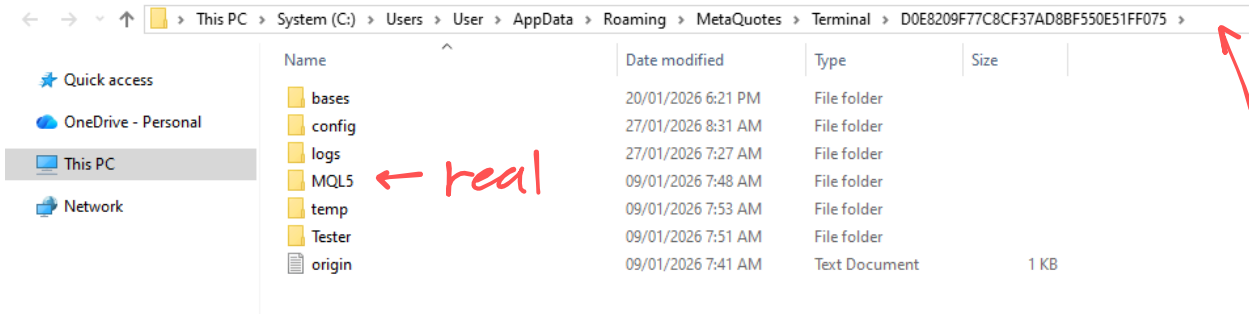 This PC > System (C:) > Users > User > AppData > Roaming > MetaQuotes > Terminal > D0E8209F77C8CF37AD8BF550E51FF075 >
Name Date modified Type Size
Quick access
OneDrive - Personal
This PC
Network
bases 20/01/2026 6:21 PM File folder
config 27/01/2026 8:31 AM File folder
logs 27/01/2026 7:27 AM File folder
MQL5 ← real 09/01/2026 7:48 AM File folder
temp 09/01/2026 7:53 AM File folder
Tester 09/01/2026 7:51 AM File folder
origin 09/01/2026 7:41 AM Text Document 1 KB